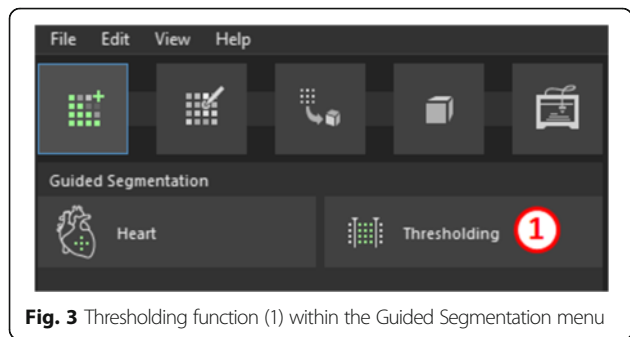 File Edit View Help
Guided Segmentation
Heart
Thresholding 1
Fig. 3 Thresholding function (1) within the Guided Segmentation menu